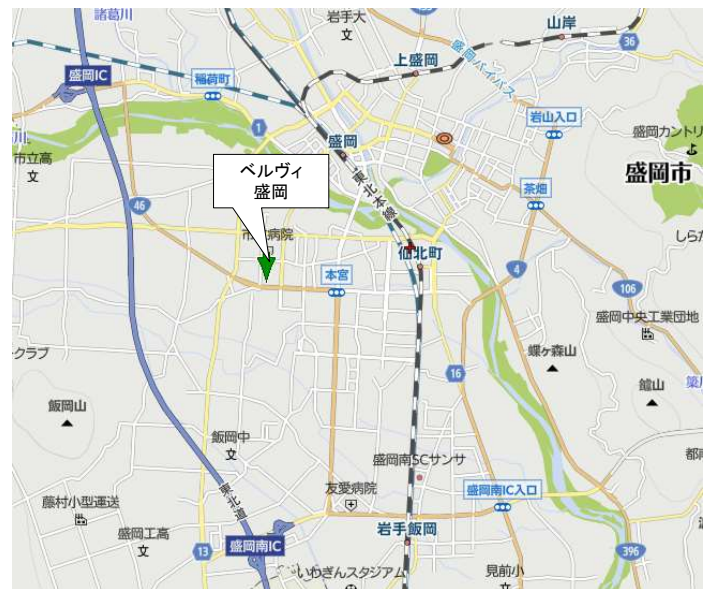 諸葛川
岩手大
文
山岸
36
上盛岡
盛岡バイパス
盛岡IC
稲荷町
岩山入口
1
盛岡
盛岡カントリ
川
市立高
文
ベルヴィ
盛岡
東北本線
茶畑
盛岡市
46
しらた
病院
仙北町
本宮
4
106
盛岡中央工業団地
クラブ
蝶ヶ森山
16
鑪山
簗川
飯岡山
飯岡中
文
都南
盛岡南SCサンサ
友愛病院
盛岡南IC入口
藤村小型運送
東北道
岩手飯岡
盛岡工高
文
13
盛岡南IC
396
いわぎんスタジアム
見前小
文